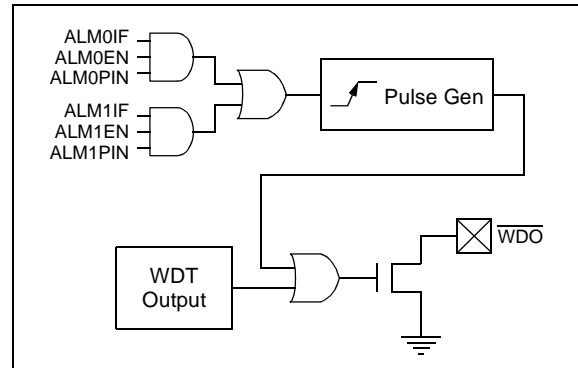 ALM0IF
ALM0EN
ALM0PIN
ALM1IF
ALM1EN
ALM1PIN
Pulse Gen
WDT
Output
WDO